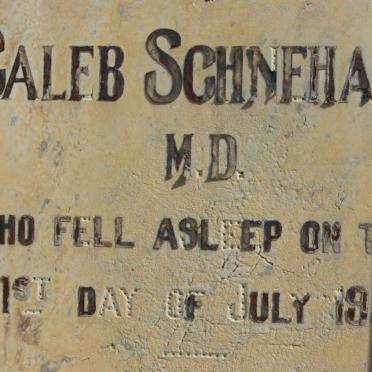 CALEB SCHNEHA
M.D.
HO FELL ASLEEP ON T
1ST DAY OF JULY 19